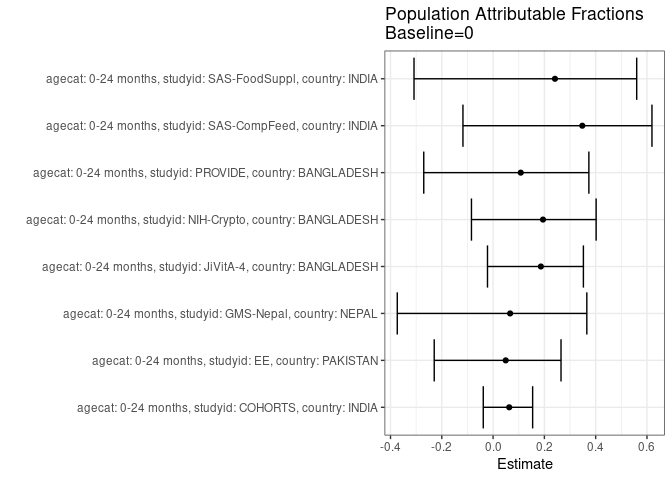 Population Attributable Fractions
Baseline=0
agecat: 0-24 months, studyid: SAS-FoodSuppl, country: INDIA
agecat: 0-24 months, studyid: SAS-CompFeed, country: INDIA
agecat: 0-24 months, studyid: PROVIDE, country: BANGLADESH
agecat: 0-24 months, studyid: NIH-Crypto, country: BANGLADESH
agecat: 0-24 months, studyid: JiVitA-4, country: BANGLADESH
agecat: 0-24 months, studyid: GMS-Nepal, country: NEPAL
agecat: 0-24 months, studyid: EE, country: PAKISTAN
agecat: 0-24 months, studyid: COHORTS, country: INDIA
-0.4 -0.2 0.0 0.2 0.4 0.6
Estimate